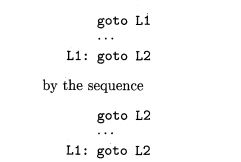 goto L1
...
L1: goto L2
by the sequence
goto L2
...
L1: goto L2